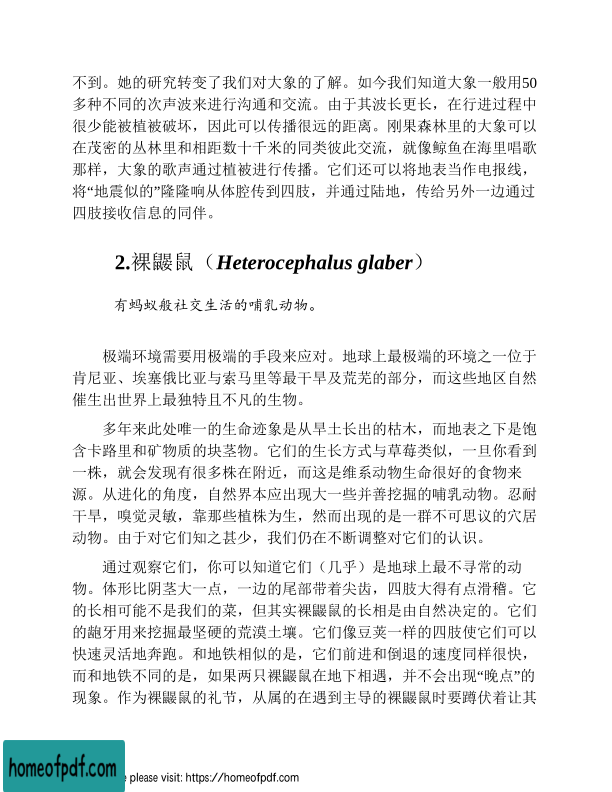 不到。她的研究转变了我们对大象的了解。如今我们知道大象一般用50
多种不同的次声波来进行沟通和交流。由于其波长更长，在行进过程中
很少能被植被破坏，因此可以传播很远的距离。刚果森林里的大象可以
在茂密的丛林里和相距数十千米的同类彼此交流，就像鲸鱼在海里唱歌
那样，大象的歌声通过植被进行传播。它们还可以将地表当作电报线，
将“地震似的”隆隆响从体腔传到四肢，并通过陆地，传给另外一边通过
四肢接收信息的同伴。
2.裸鼹鼠（Heterocephalus glaber）
有蚂蚁般社交生活的哺乳动物。
极端环境需要用极端的手段来应对。地球上最极端的环境之一位于
肯尼亚、埃塞俄比亚与索马里等最干旱及荒芜的部分，而这些地区自然
催生出世界上最独特且不凡的生物。
多年来此处唯一的生命迹象是从旱土长出的枯木，而地表之下是饱
含卡路里和矿物质的块茎物。它们的生长方式与草莓类似，一旦你看到
一株，就会发现有很多株在附近，而这是维系动物生命很好的食物来
源。从进化的角度，自然界本应出现大一些并善挖掘的哺乳动物。忍耐
干旱，嗅觉灵敏，靠那些植株为生，然而出现的是一群不可思议的穴居
动物。由于对它们知之甚少，我们仍在不断调整对它们的认识。
通过观察它们，你可以知道它们（几乎）是地球上最不寻常的动
物。体形比阴茎大一点，一边的尾部带着尖齿，四肢大得有点滑稽。它
的长相可能不是我们的菜，但其实裸鼹鼠的长相是由自然决定的。它们
的龅牙用来挖掘最坚硬的荒漠土壤。它们像豆荚一样的四肢使它们可以
快速灵活地奔跑。和地铁相似的是，它们前进和倒退的速度同样很快，
而和地铁不同的是，如果两只裸鼹鼠在地下相遇，并不会出现“晚点”的
现象。作为裸鼹鼠的礼节，从属的在遇到主导的裸鼹鼠时要蹲伏着让其
homeofpdf.com
please visit: https://homeofpdf.com